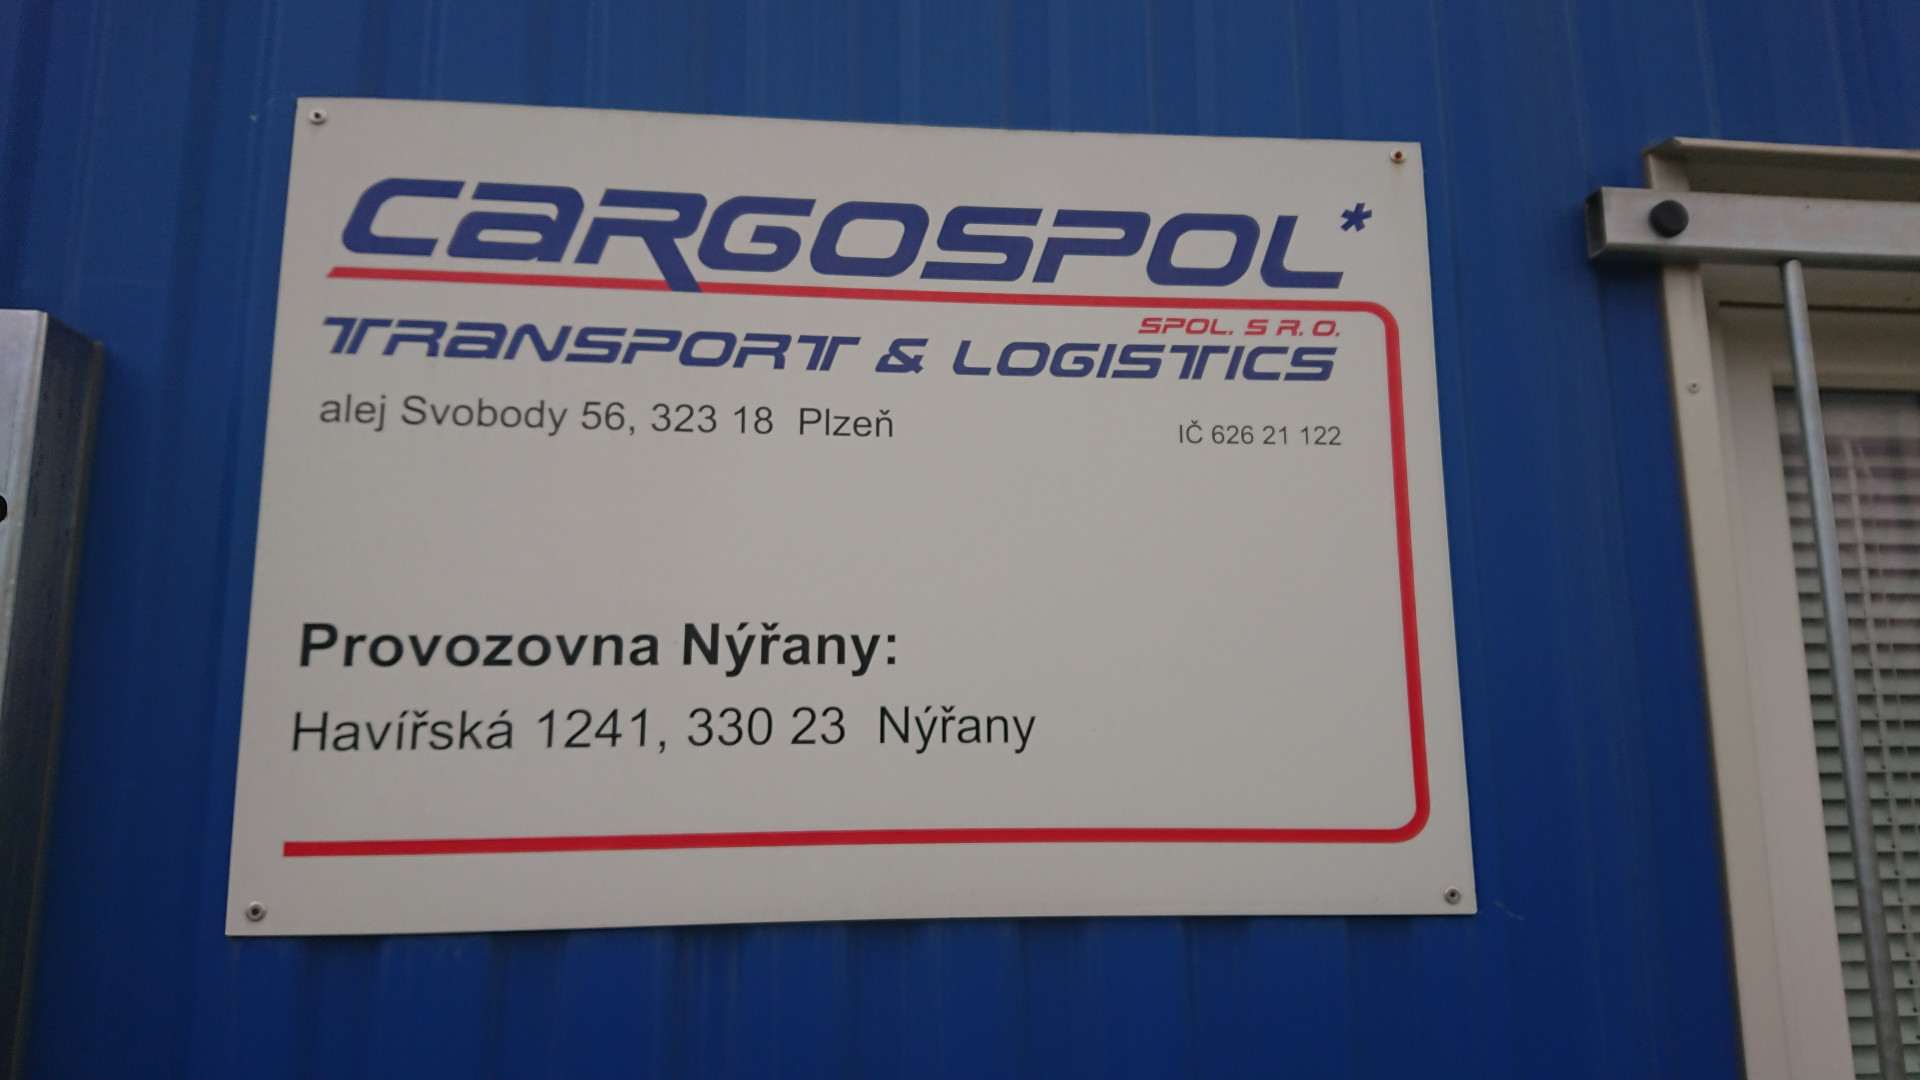 CARGOSPOL*
SPOL. S R. O.
TRANSPORT & LOGISTICS
alej Svobody 56, 323 18 Plzeň
IČ 626 21 122
Provozovna Nýřany:
Havířská 1241, 330 23 Nýřany